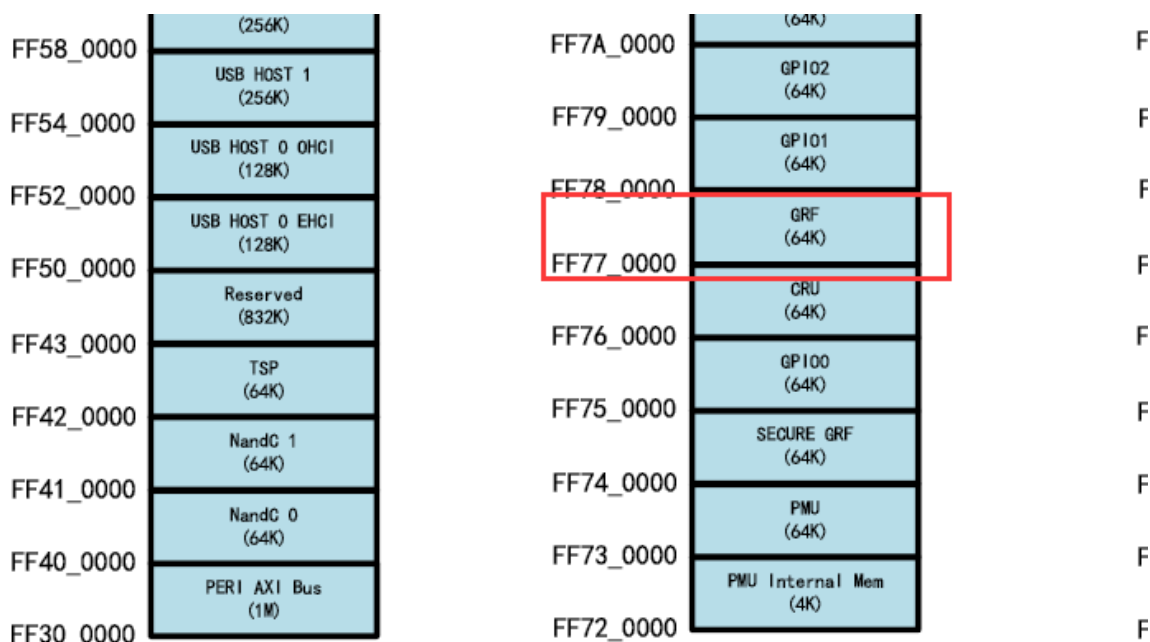 (256K)
FF58_0000
USB HOST 1
(256K)
FF54_0000
USB HOST 0 OHCI
(128K)
FF52_0000
USB HOST 0 EHCI
(128K)
FF50_0000
Reserved
(832K)
FF43_0000
TSP
(64K)
FF42_0000
NandC 1
(64K)
FF41_0000
NandC 0
(64K)
FF40_0000
PERI AXI Bus
(1M)
FF30_0000
(64K)
FF7A_0000
GPIO2
(64K)
FF79_0000
GPIO1
(64K)
FF78_0000
GRF
(64K)
FF77_0000
CRU
(64K)
FF76_0000
GPIO0
(64K)
FF75_0000
SECURE GRF
(64K)
FF74_0000
PMU
(64K)
FF73_0000
PMU Internal Mem
(4K)
FF72_0000
F
F
F
F
F
F
F
F
F